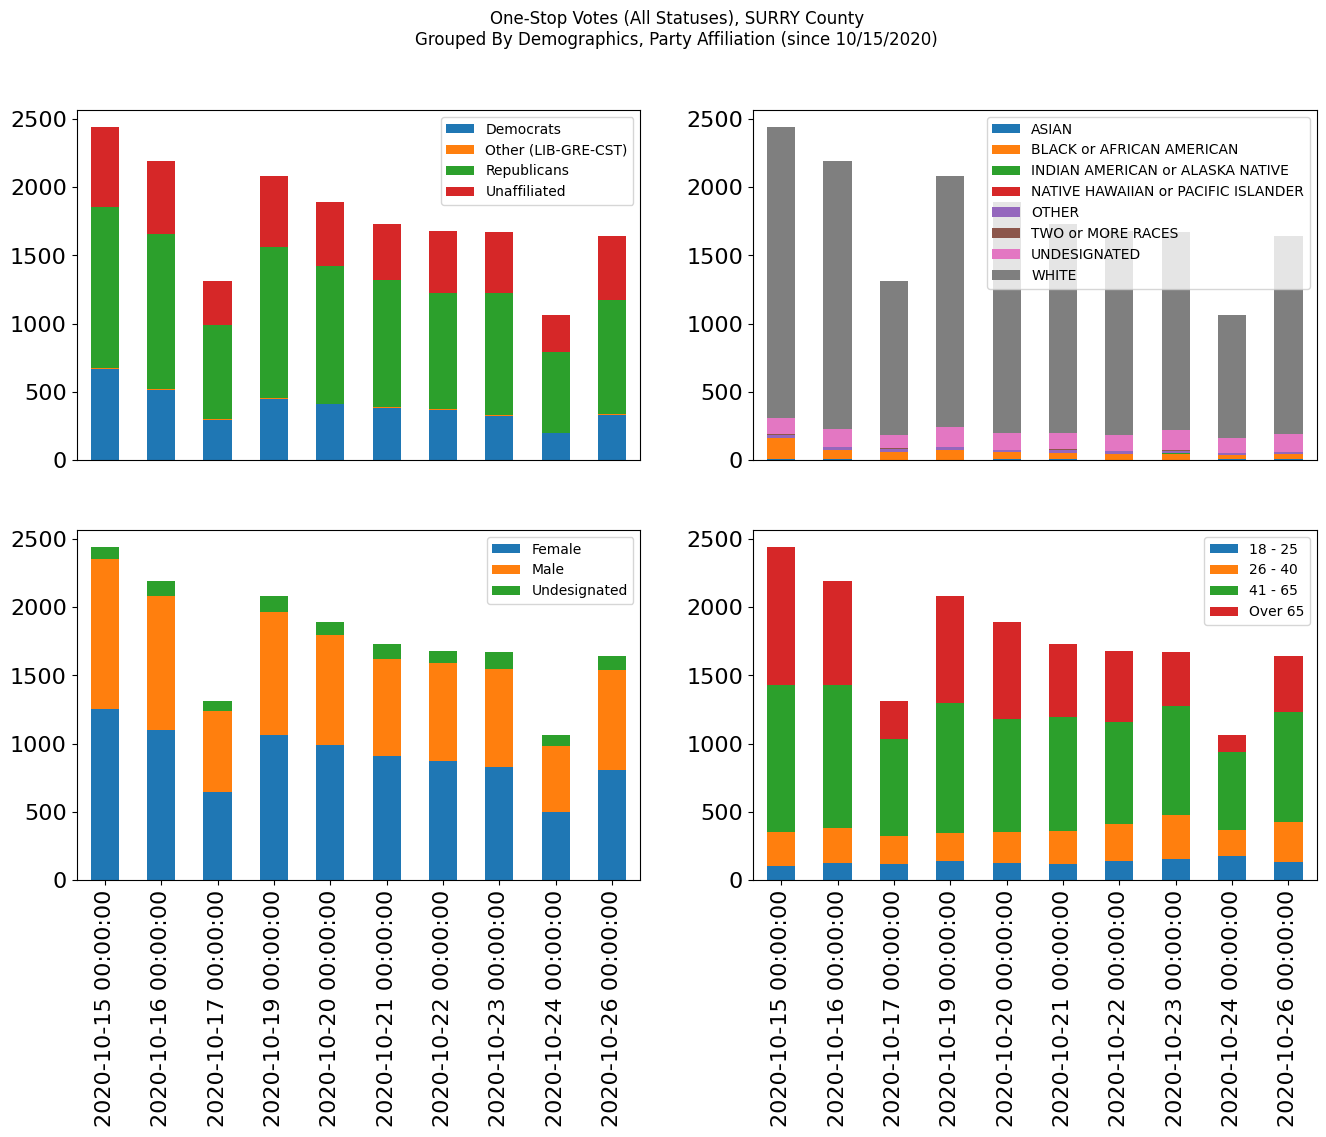 One-Stop Votes (All Statuses), SURRY County
Grouped By Demographics, Party Affiliation (since 10/15/2020)
2500
2000
1500
1000
500
0
Democrats
Other (LIB-GRE-CST)
Republicans
Unaffiliated
2500
2000
1500
1000
500
0
ASIAN
BLACK or AFRICAN AMERICAN
INDIAN AMERICAN or ALASKA NATIVE
NATIVE HAWAIIAN or PACIFIC ISLANDER
OTHER
TWO or MORE RACES
UNDESIGNATED
WHITE
2500
2000
1500
1000
500
0
Female
Male
Undesignated
2020-10-15 00:00:00
2020-10-16 00:00:00
2020-10-17 00:00:00
2020-10-19 00:00:00
2020-10-20 00:00:00
2020-10-21 00:00:00
2020-10-22 00:00:00
2020-10-23 00:00:00
2020-10-24 00:00:00
2020-10-26 00:00:00
2500
2000
1500
1000
500
0
18 - 25
26 - 40
41 - 65
Over 65
2020-10-15 00:00:00
2020-10-16 00:00:00
2020-10-17 00:00:00
2020-10-19 00:00:00
2020-10-20 00:00:00
2020-10-21 00:00:00
2020-10-22 00:00:00
2020-10-23 00:00:00
2020-10-24 00:00:00
2020-10-26 00:00:00